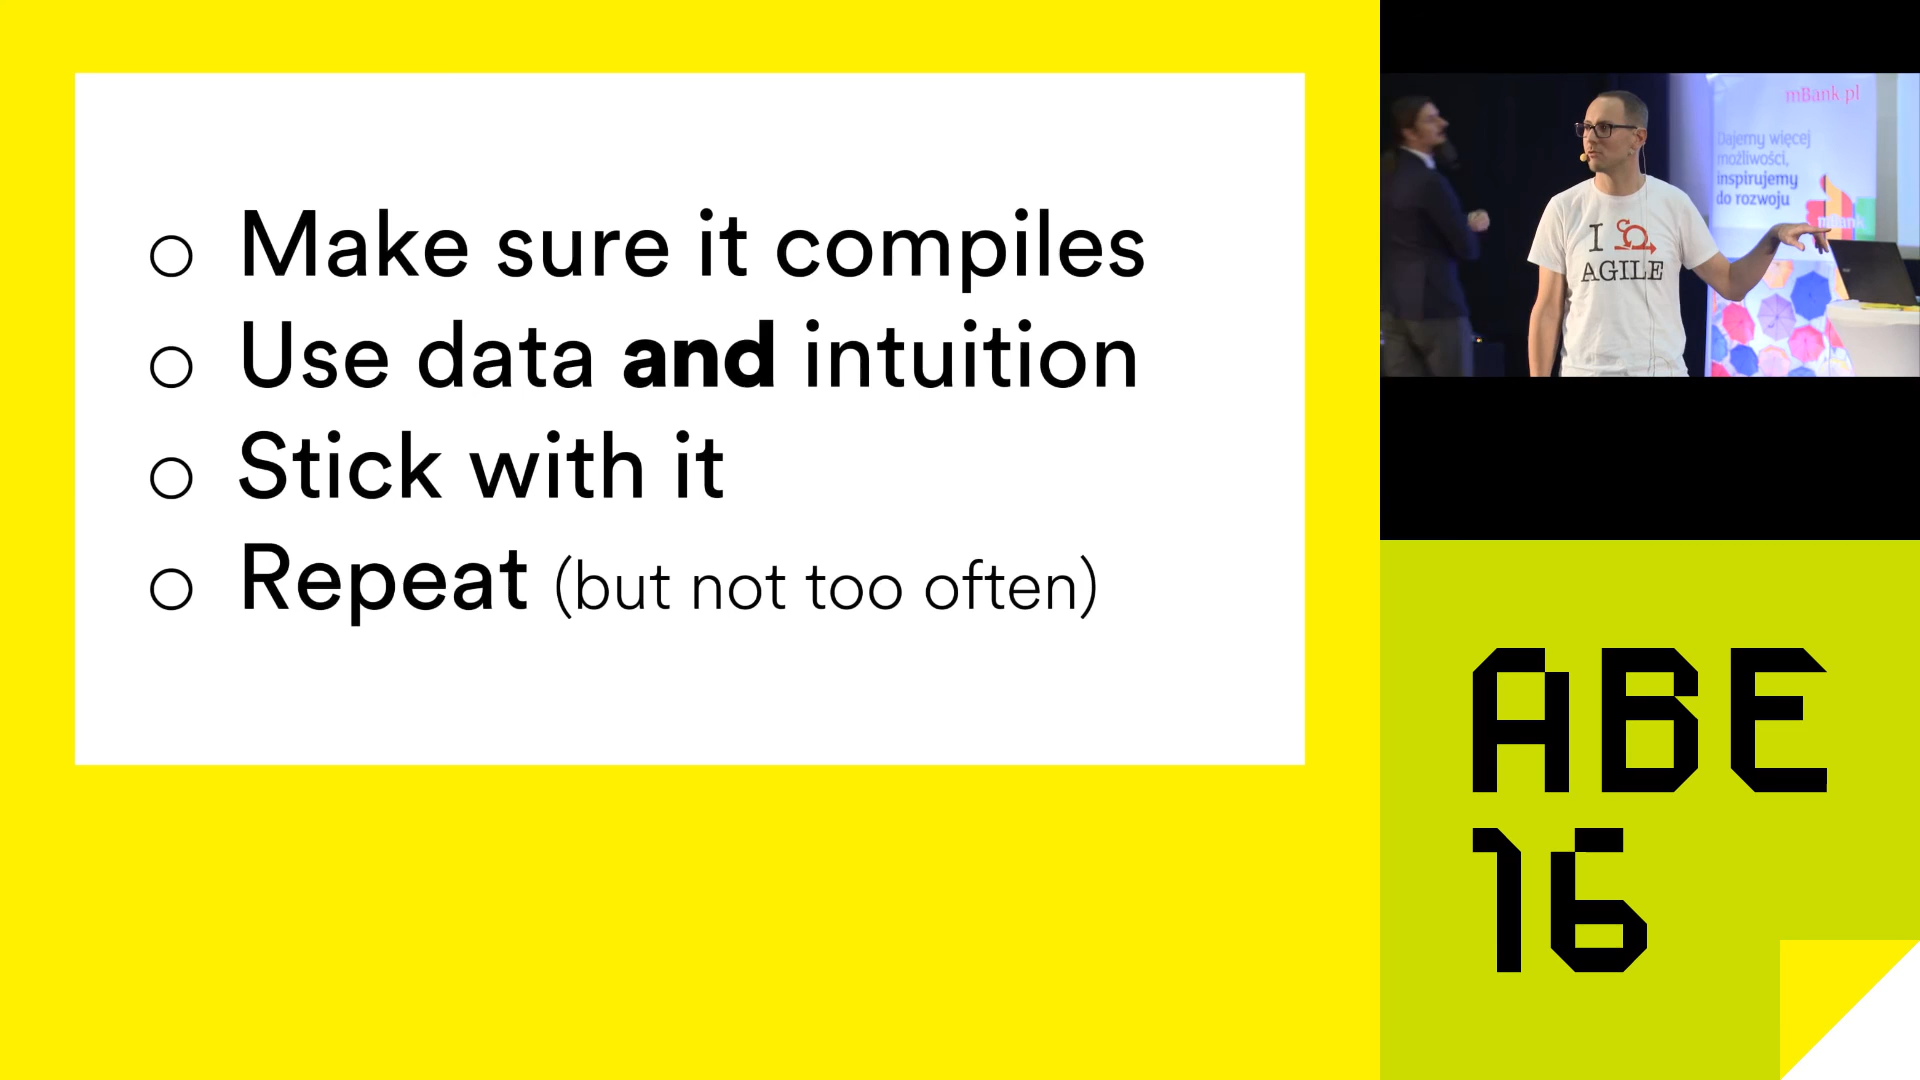 Make sure it compiles
Use data and intuition
Stick with it
Repeat (but not too often)
mBank.pl
Dajemy więcej
możliwości,
inspirujemy
do rozwoju
mBank
I
AGILE
ABE
16